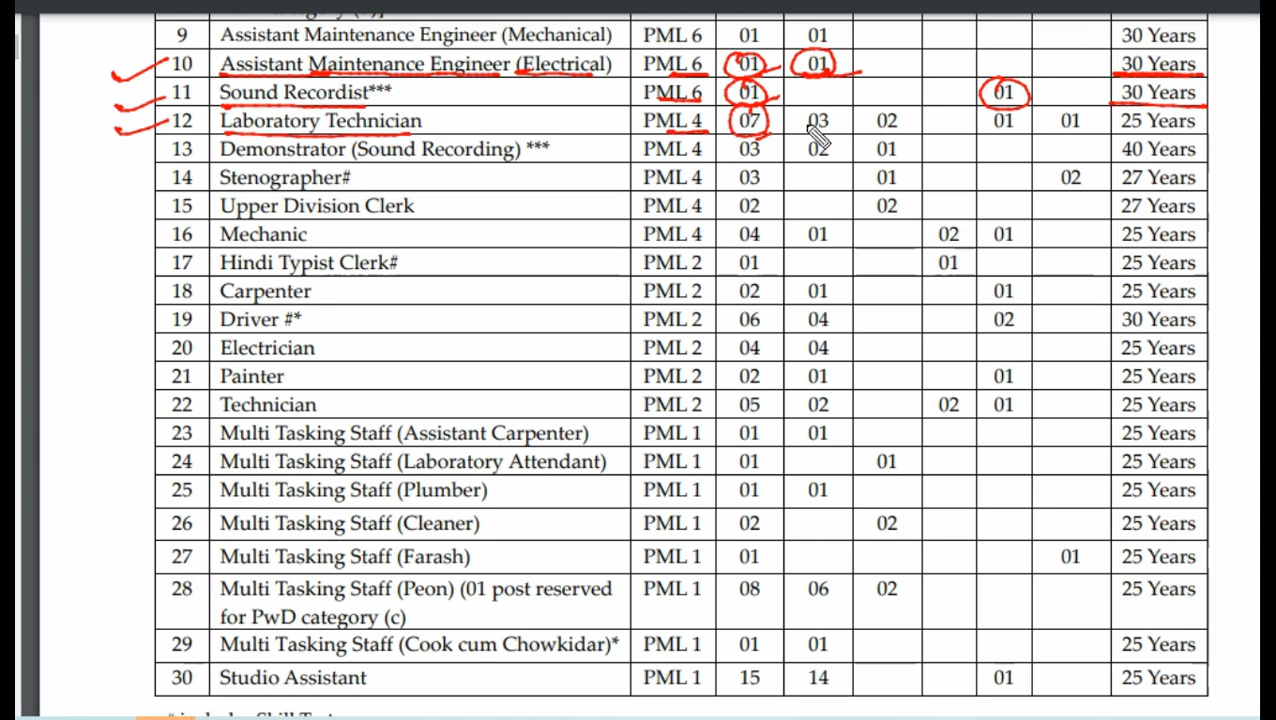 9 Assistant Maintenance Engineer (Mechanical) PML 6 01 01 30 Years
10 Assistant Maintenance Engineer (Electrical) PML 6 01 01 30 Years
11 Sound Recordist*** PML 6 01 01 30 Years
12 Laboratory Technician PML 4 07 03 02 01 01 25 Years
13 Demonstrator (Sound Recording) *** PML 4 03 02 01 40 Years
14 Stenographer# PML 4 03 01 02 27 Years
15 Upper Division Clerk PML 4 02 02 27 Years
16 Mechanic PML 4 04 01 02 01 25 Years
17 Hindi Typist Clerk# PML 2 01 01 25 Years
18 Carpenter PML 2 02 01 01 25 Years
19 Driver #* PML 2 06 04 02 30 Years
20 Electrician PML 2 04 04 25 Years
21 Painter PML 2 02 01 01 25 Years
22 Technician PML 2 05 02 02 01 25 Years
23 Multi Tasking Staff (Assistant Carpenter) PML 1 01 01 25 Years
24 Multi Tasking Staff (Laboratory Attendant) PML 1 01 01 25 Years
25 Multi Tasking Staff (Plumber) PML 1 01 01 25 Years
26 Multi Tasking Staff (Cleaner) PML 1 02 02 25 Years
27 Multi Tasking Staff (Farash) PML 1 01 01 25 Years
28 Multi Tasking Staff (Peon) (01 post reserved PML 1 08 06 02 25 Years
for PwD category (c)
29 Multi Tasking Staff (Cook cum Chowkidar)* PML 1 01 01 25 Years
30 Studio Assistant PML 1 15 14 01 25 Years